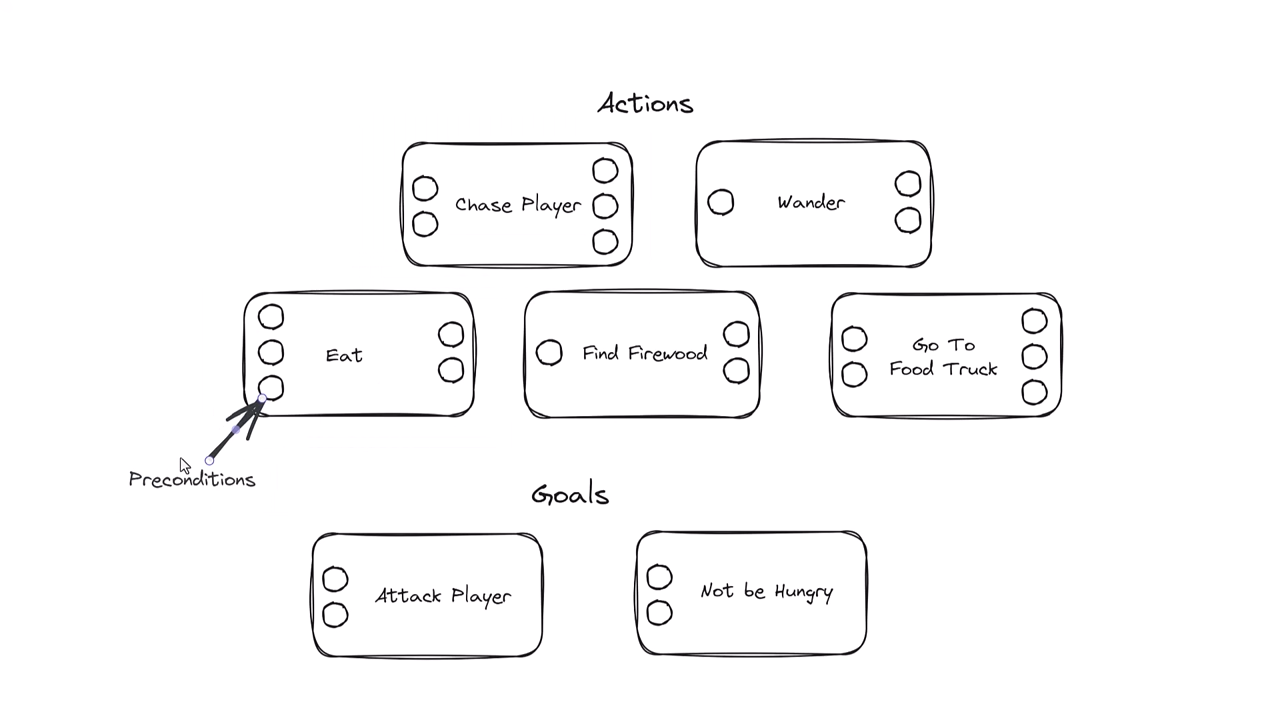 Actions
Chase Player
Wander
Eat
Find Firewood
Go To
Food Truck
Preconditions
Goals
Attack Player
Not be Hungry